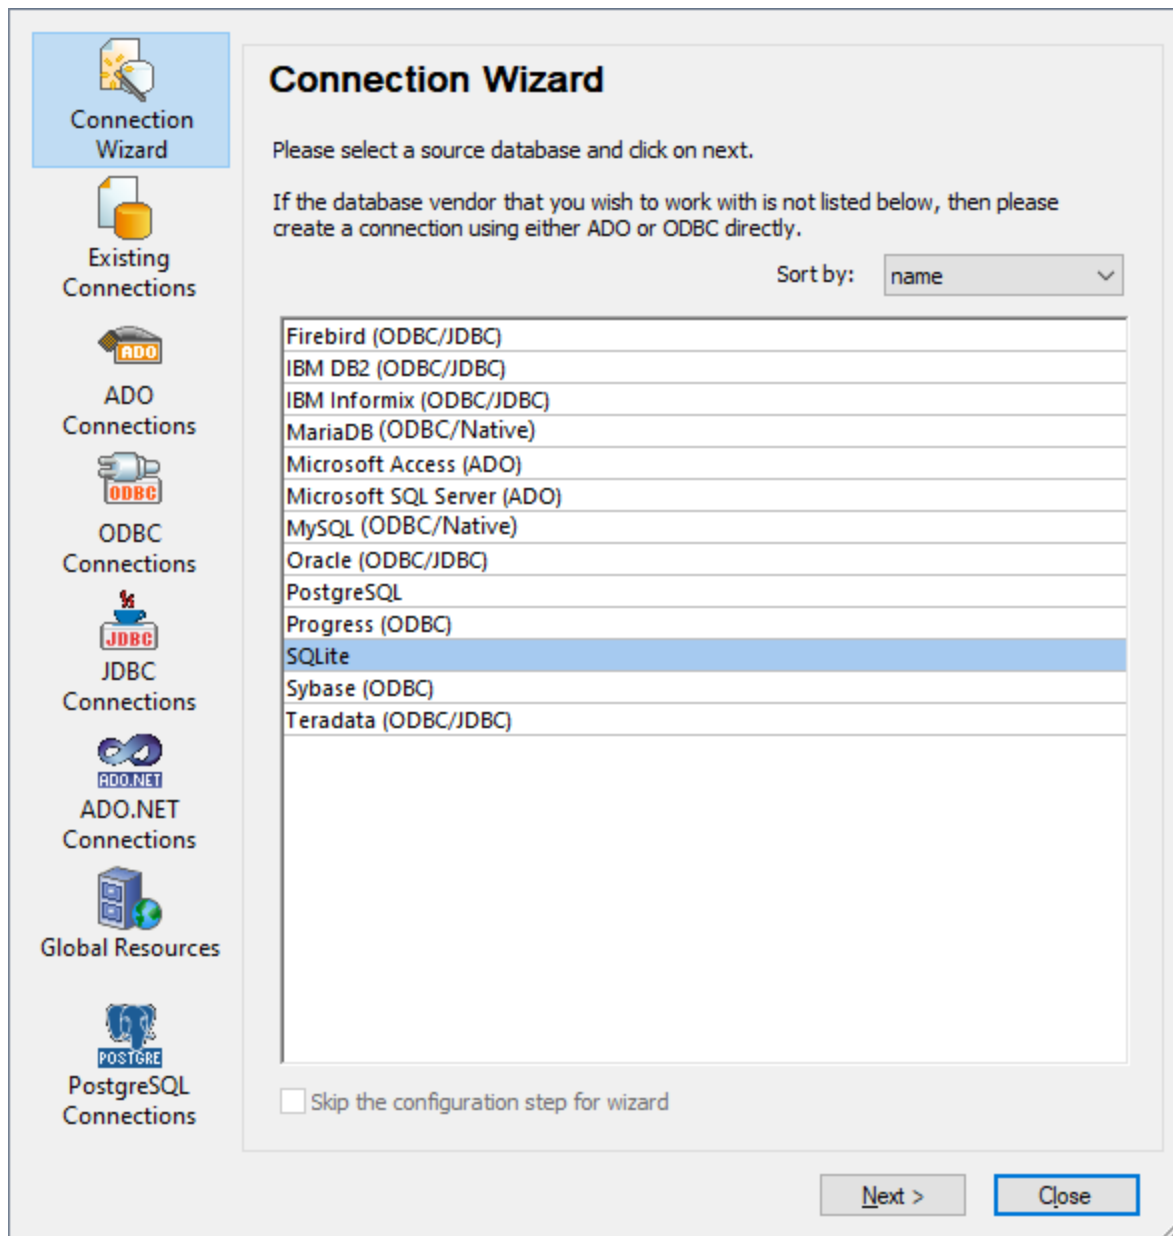 Connection
Wizard
Existing
Connections
ADO
ADO
Connections
ODBC
ODBC
Connections
JDBC
JDBC
Connections
ADO.NET
ADO.NET
Connections
Global Resources
POSTGRE
PostgreSQL
Connections
Connection Wizard
Please select a source database and click on next.
If the database vendor that you wish to work with is not listed below, then please
create a connection using either ADO or ODBC directly.
Sort by: name
Firebird (ODBC/JDBC)
IBM DB2 (ODBC/JDBC)
IBM Informix (ODBC/JDBC)
MariaDB (ODBC/Native)
Microsoft Access (ADO)
Microsoft SQL Server (ADO)
MySQL (ODBC/Native)
Oracle (ODBC/JDBC)
PostgreSQL
Progress (ODBC)
SQLite
Sybase (ODBC)
Teradata (ODBC/JDBC)
Skip the configuration step for wizard
Next > Close